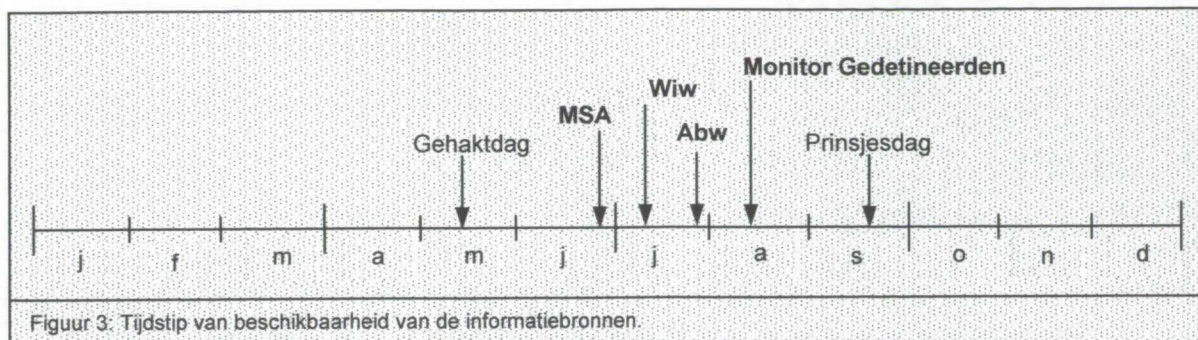 Monitor Gedetineerden
Wiw
MSA
Abw
Gehaktdag
Prinsjesdag
j f m a m j j a s o n d
Figuur 3: Tijdstip van beschikbaarheid van de informatiebronnen.